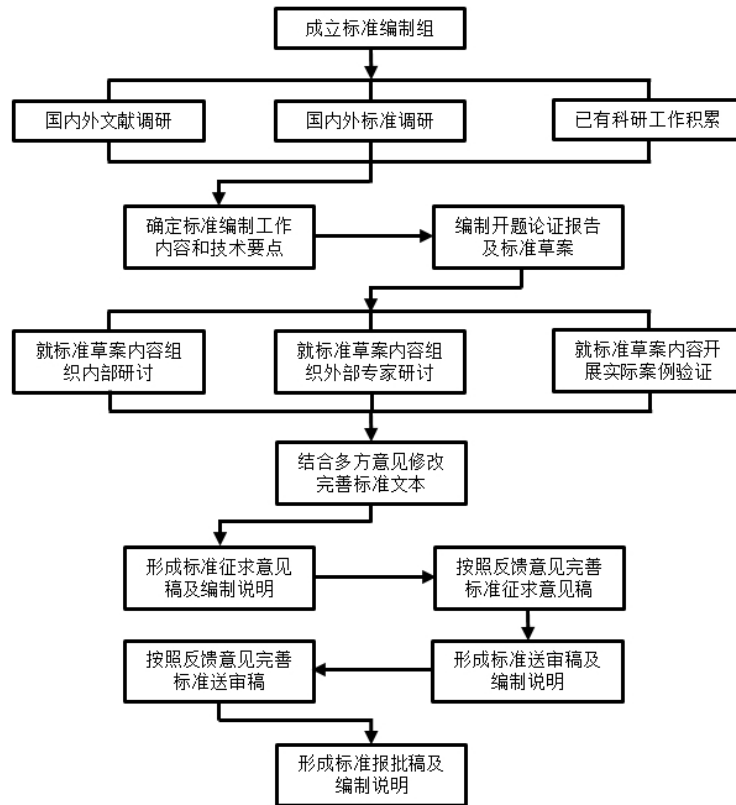 成立标准编制组
国内外文献调研
国内外标准调研
已有科研工作积累
确定标准编制工作
内容和技术要点
编制开题论证报告
及标准草案
就标准草案内容组
织内部研讨
就标准草案内容组
织外部专家研讨
就标准草案内容开
展实际案例验证
结合多方意见修改
完善标准文本
形成标准征求意见
稿及编制说明
按照反馈意见完善
标准征求意见稿
按照反馈意见完善
标准送审稿
形成标准送审稿及
编制说明
形成标准报批稿及
编制说明